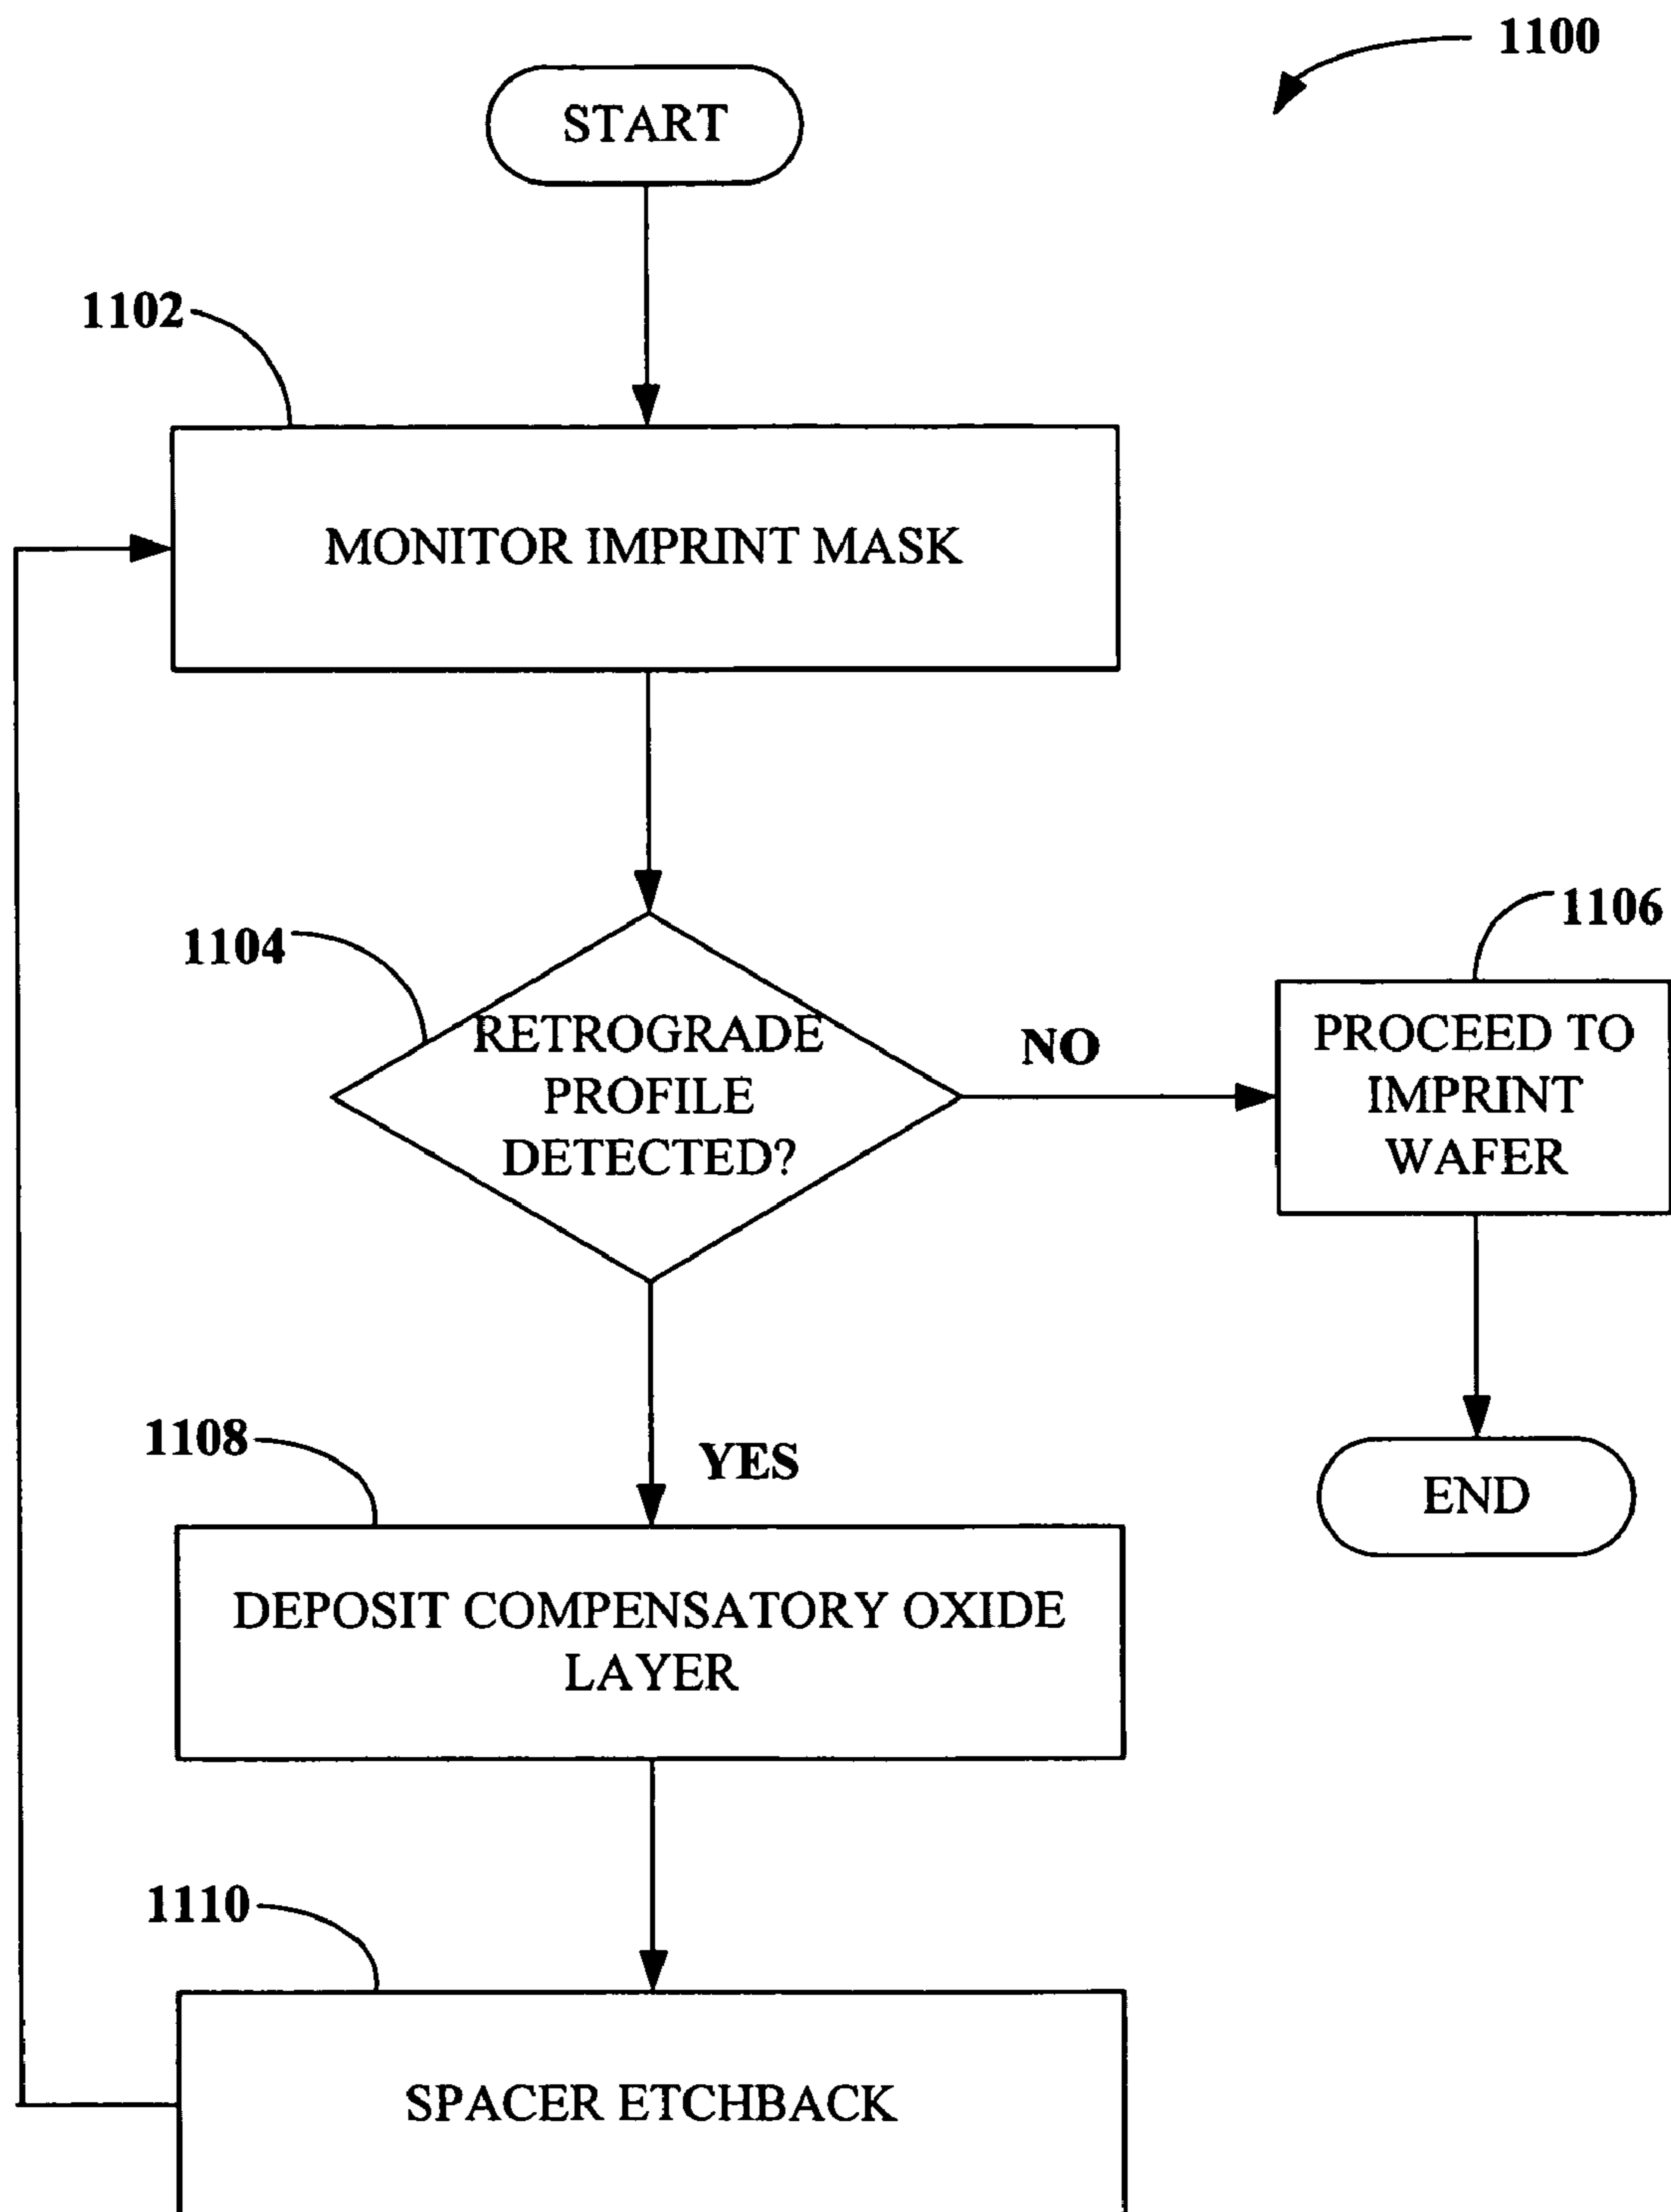 1100
START
1102
MONITOR IMPRINT MASK
1104
RETROGRADE
PROFILE
DETECTED?
NO
1106
PROCEED TO
IMPRINT
WAFER
YES
END
1108
DEPOSIT COMPENSATORY OXIDE
LAYER
1110
SPACER ETCHBACK